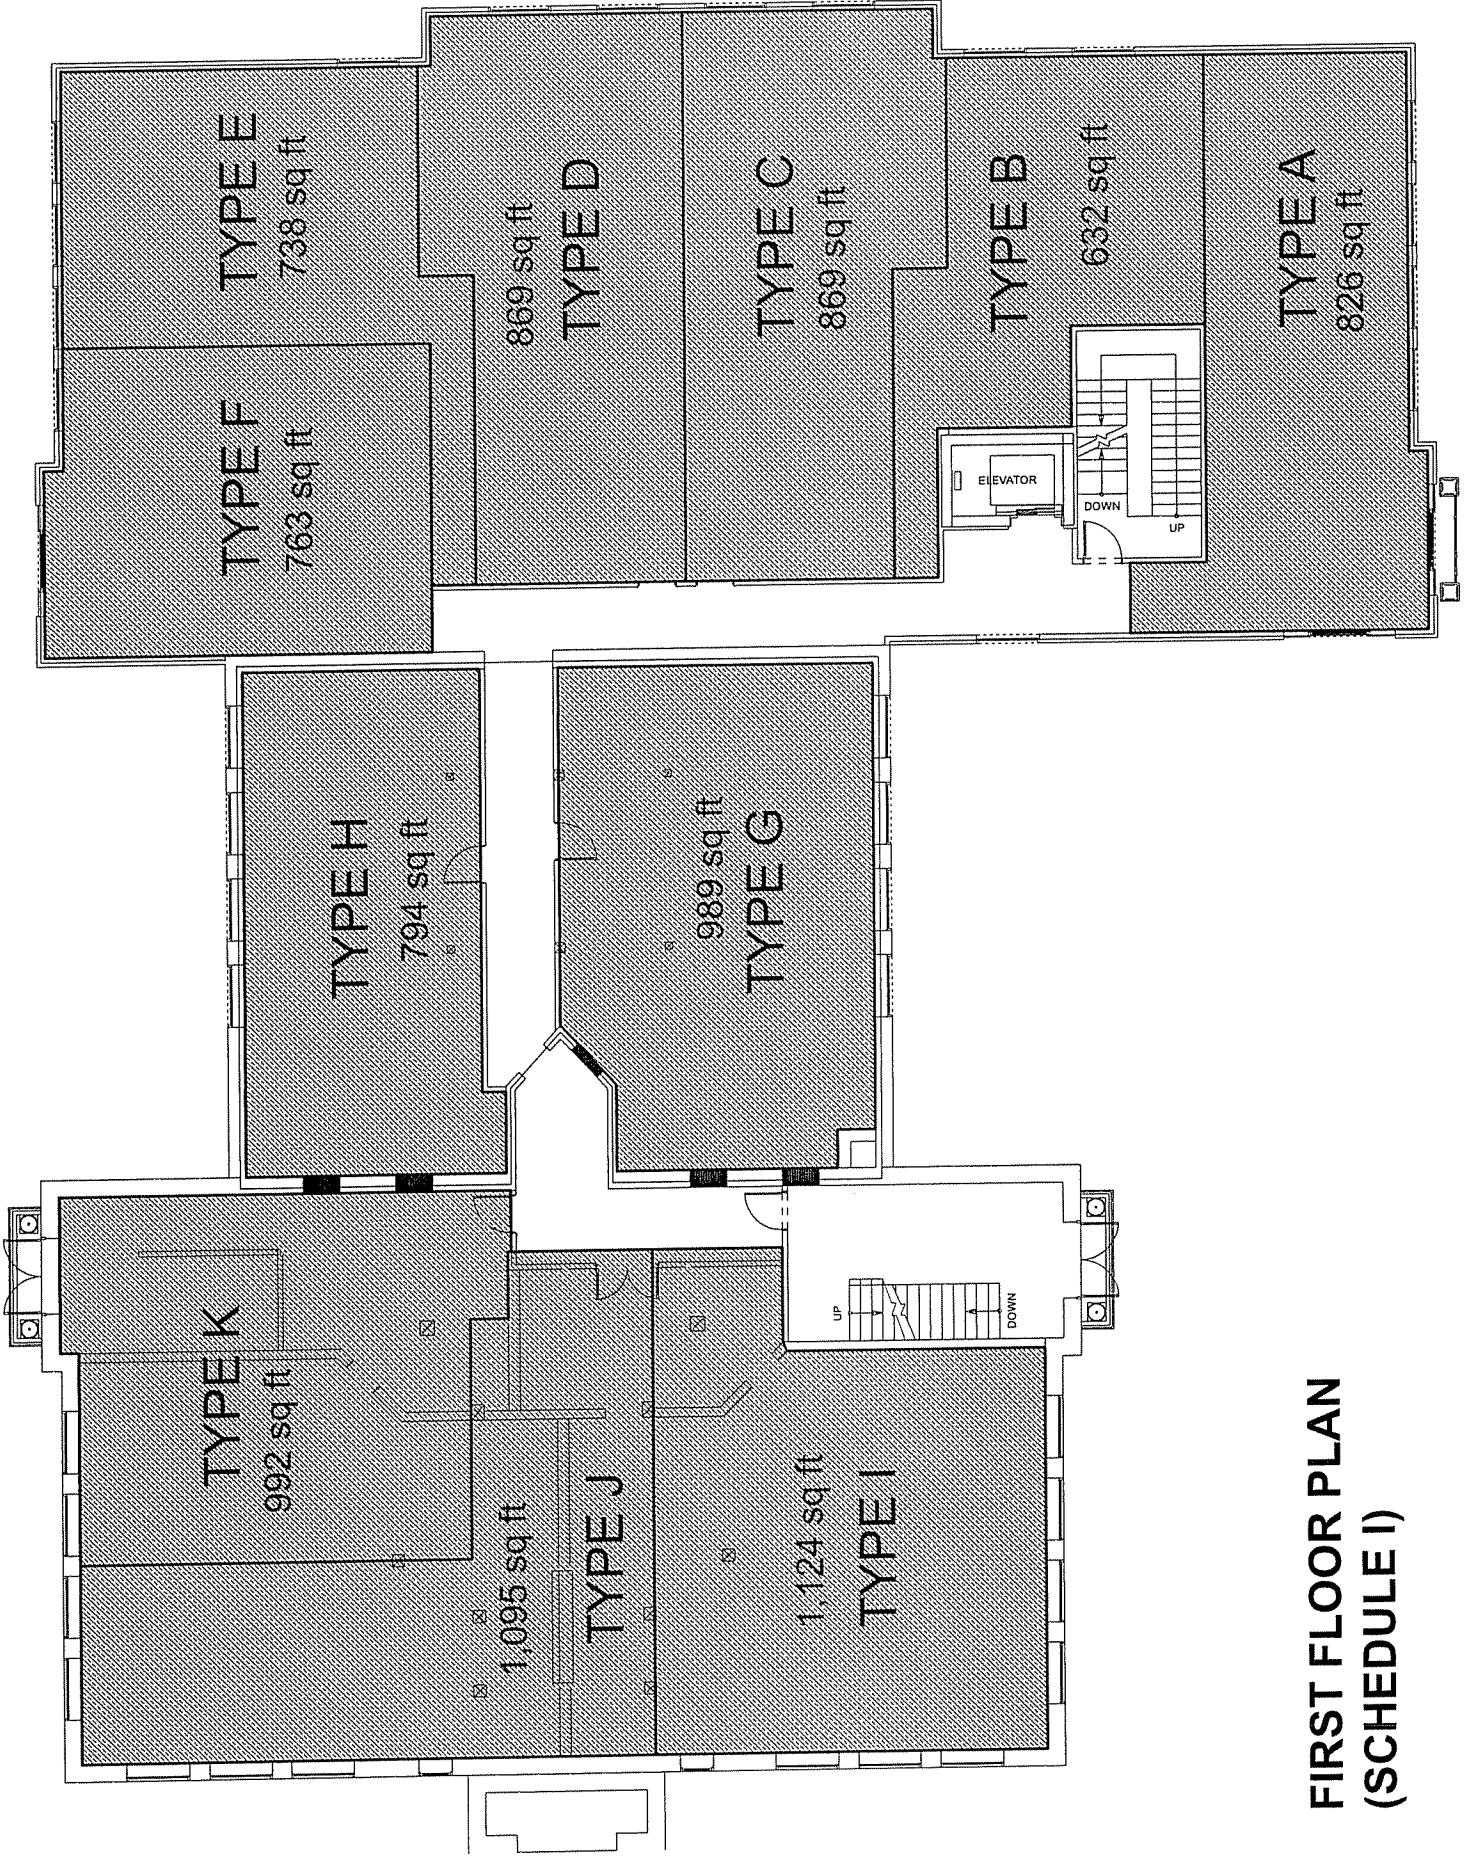 TYPE E
738 sq ft
869 sq ft
TYPE D
TYPE C
869 sq ft
TYPE B
632 sq ft
TYPE A
826 sq ft
TYPE F
763 sq ft
ELEVATOR
DOWN
UP
TYPE H
794 sq ft
989 sq ft
TYPE G
TYPE K
992 sq ft
1,095 sq ft
TYPE J
1,124 sq ft
TYPE I
UP
DOWN
FIRST FLOOR PLAN
(SCHEDULE I)